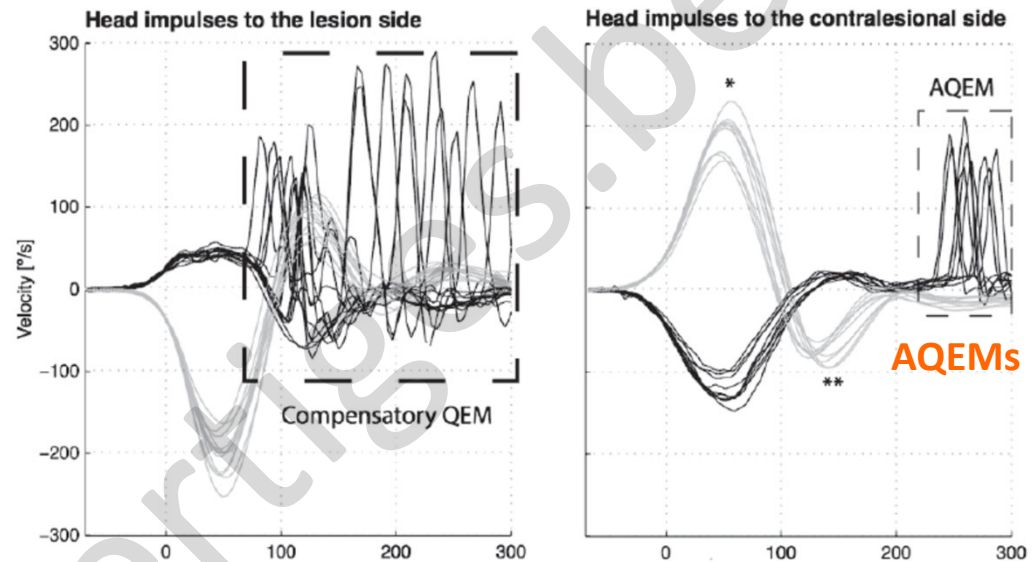 Head impulses to the lesion side
Head impulses to the contralesional side
300
200
100
0
−100
−200
−300
Velocity [°/s]
Compensatory QEM
0
100
200
300
*
**
AQEM
AQEMs
0
100
200
300